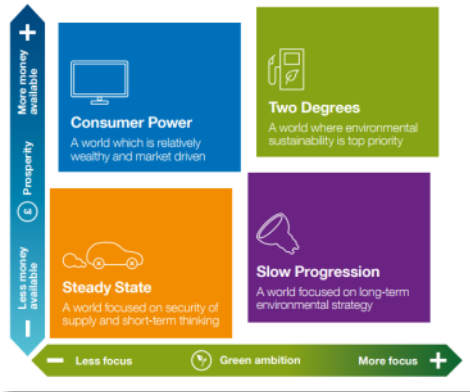 +
More money
available
Prosperity
£
Less money
available
−
Consumer Power
A world which is relatively
wealthy and market driven
Two Degrees
A world where environmental
sustainability is top priority
Steady State
A world focused on security of
supply and short-term thinking
Slow Progression
A world focused on long-term
environmental strategy
− Less focus
Green ambition
More focus +